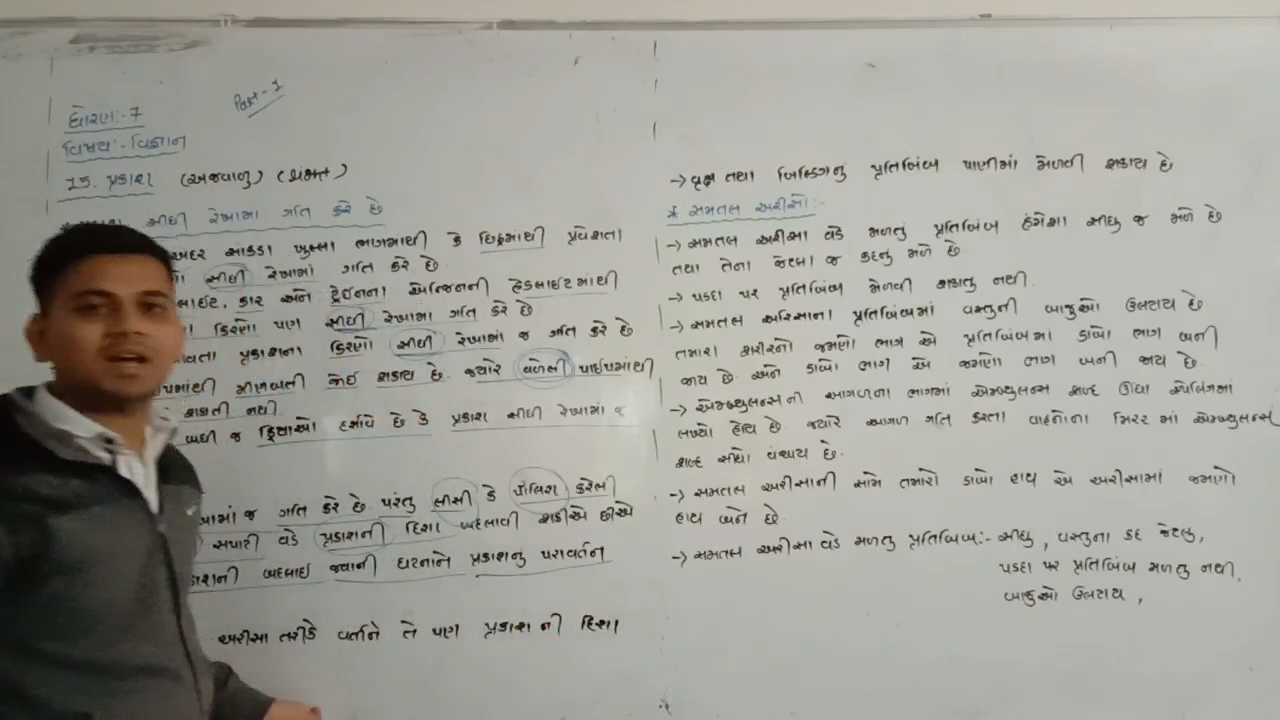 Part-1
ધોરણ:-7
વિષય:-વિજ્ઞાન
15. પ્રકાશ (અજવાળુ)
સીધી રેખામાં ગતિ કરે છે
અંદર સાંકડા ખુલ્લા ભાગમાથી કે છિદ્રમાથી પ્રવેશતા
સીધી રેખામાં ગતિ કરે છે.
લાઈટ, કાર અને ટ્રેઈનના એન્જિનની હેડલાઈટમાંથી
કિરણો પણ સીધી રેખામાં ગતિ કરે છે
આવતા પ્રકાશના કિરણો સીધી રેખામાં જ ગતિ કરે છે
પમાંથી મીણબત્તી જોઈ શકાય છે. જ્યારે વળેલી પાઈપમાંથી
શકાતી નથી.
બધી જ ક્રિયાઓ દર્શાવે છે કે પ્રકાશ સીધી રેખામાં જ
ખામાં જ ગતિ કરે છે પરંતુ લીસી કે પોલિશ કરેલી
સપાટી વડે પ્રકાશની દિશા બદલાવી શકીએ છીએ
કાશની બદલાઈ જવાની ઘટનાને પ્રકાશનુ પરાવર્તન
અરીસા તરીકે વર્તીને તે પણ પ્રકાશ ની દિશા
→ વૃક્ષ તથા બિલ્ડિંગનું પ્રતિબિંબ પાણીમાં મેળવી શકાય છે
* સમતલ અરીસો:-
→ સમતલ અરીસા વડે મળતું પ્રતિબિંબ હંમેશા સીધુ જ મળે છે
તથા તેના જેટલા જ કદનુ મળે છે
→ પડદા પર પ્રતિબિંબ મેળવી શકાતુ નથી.
→ સમતલ અરિસાના પ્રતિબિંબમાં વસ્તુની બાજુઓ ઉલટાય છે
તમારા શરીરનો જમણો ભાગ એ પ્રતિબિંબમાં ડાબો ભાગ બની
જાય છે અને ડાબો ભાગ એ જમણો ભાગ બની જાય છે
→ એમ્બ્યુલન્સની આગળના ભાગમાં એમ્બ્યુલન્સ શબ્દ ઊંધા સ્પેલિંગમાં
લખ્યો હોય છે. જ્યારે આગળ ગતિ કરતા વાહનોના મિરર માં એમ્બ્યુલન્સ
શબ્દ સીધો વંચાય છે.
→ સમતલ અરીસાની સામે તમારો ડાબો હાથ એ અરીસામાં જમણો
હાથ બને છે.
→ સમતલ અરીસા વડે મળતુ પ્રતિબિંબ:- સીધુ, વસ્તુના કદ જેટલુ,
પડદા પર પ્રતિબિંબ મળતુ નથી,
બાજુઓ ઉલટાય,